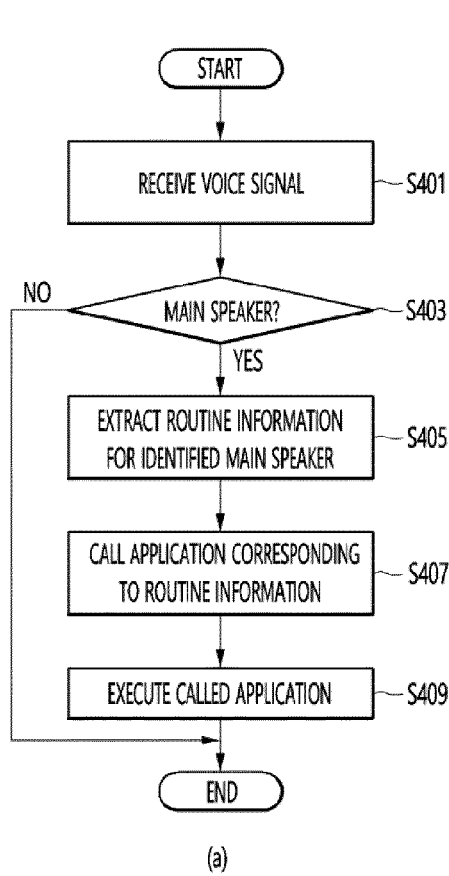 START
RECEIVE VOICE SIGNAL
S401
NO
MAIN SPEAKER?
S403
YES
EXTRACT ROUTINE INFORMATION
FOR IDENTIFIED MAIN SPEAKER
S405
CALL APPLICATION CORRESPONDING
TO ROUTINE INFORMATION
S407
EXECUTE CALLED APPLICATION
S409
END
(a)